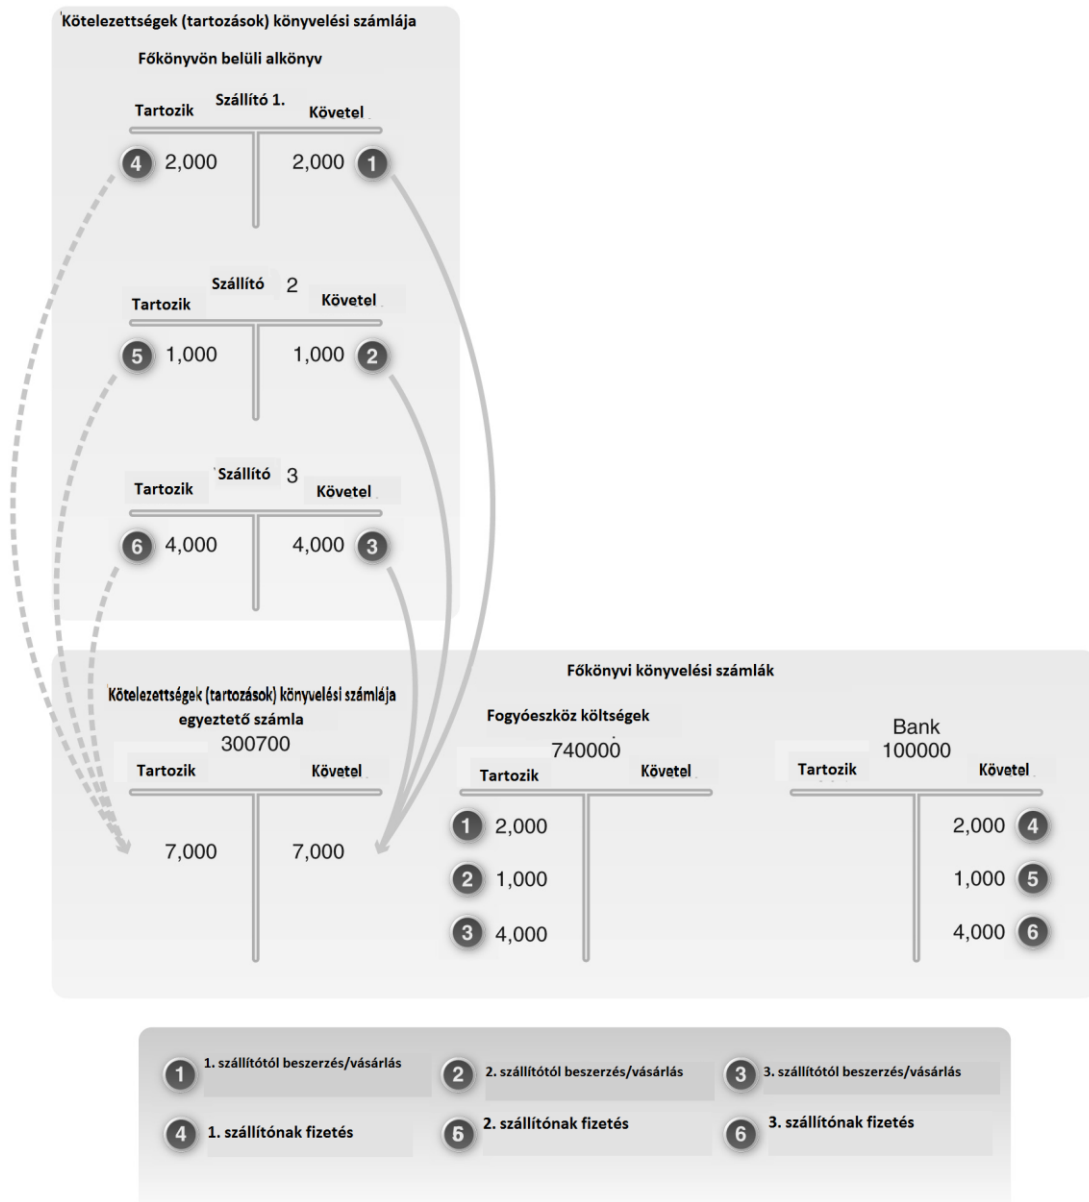 Kötelezettségek (tartozások) könyvelési számlája
Főkönyvön belüli alkönyv
Szállító 1.
Tartozik Követel
4 2,000 2,000 1
Szállító 2
Tartozik Követel
5 1,000 1,000 2
Szállító 3
Tartozik Követel
6 4,000 4,000 3
Főkönyvi könyvelési számlák
Kötelezettségek (tartozások) könyvelési számlája
egyeztető számla
300700
Tartozik Követel
7,000 7,000
Fogyóeszköz költségek
740000
Tartozik Követel
1 2,000
2 1,000
3 4,000
Bank
100000
Tartozik Követel
2,000 4
1,000 5
4,000 6
1 1. szállítótól beszerzés/vásárlás
2 2. szállítótól beszerzés/vásárlás
3 3. szállítótól beszerzés/vásárlás
4 1. szállítónak fizetés
5 2. szállítónak fizetés
6 3. szállítónak fizetés